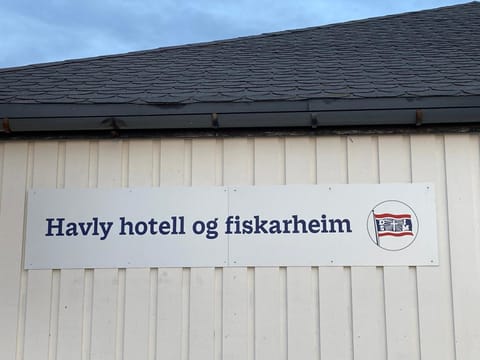 Havly hotell og fiskarheim